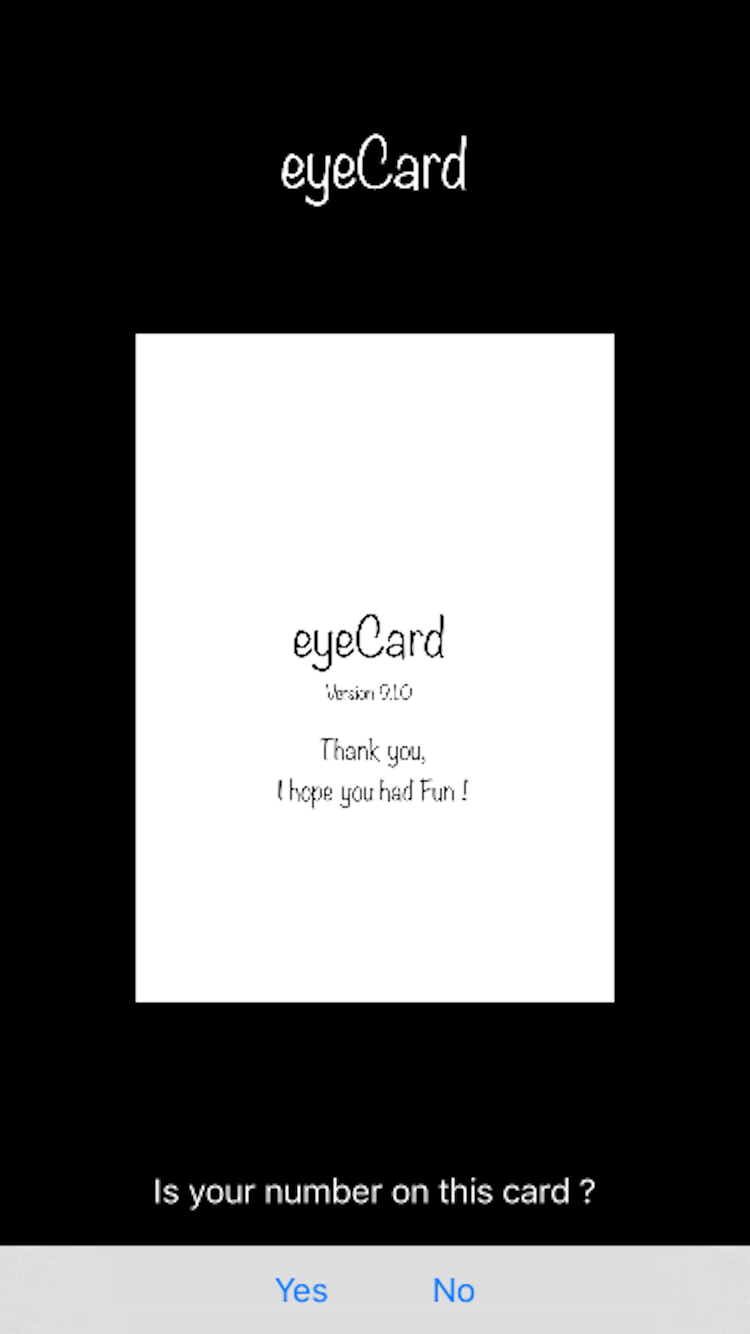 eyeCard
eyeCard
Version 9.1.0
Thank you,
I hope you had Fun !
Is your number on this card ?
Yes
No